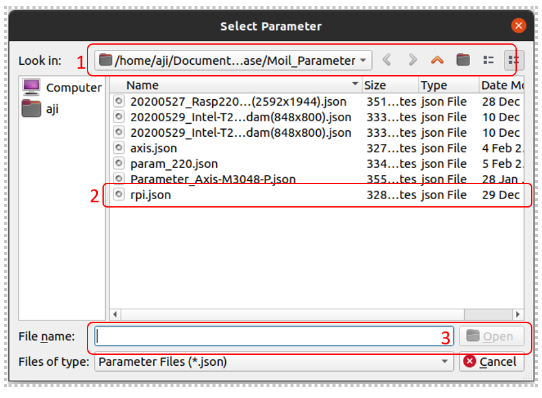 Select Parameter
Look in: 1 /home/aji/Document...ase/Moil_Parameter
Computer
aji
Name Size Type Date Mo
20200527_Rasp220...(2592x1944).json 351...tes json File 28 Dec
20200529_Intel-T2...dam(848x800).json 333...tes json File 10 Dec
20200529_Intel-T2...dam(848x800).json 333...tes json File 10 Dec
axis.json 327...tes json File 4 Feb 2
param_220.json 334...tes json File 5 Feb 2
Parameter_Axis-M3048-P.json 355...tes json File 28 Jan
2 rpi.json 328...tes json File 29 Dec
File name: 3 Open
Files of type: Parameter Files (*.json) Cancel